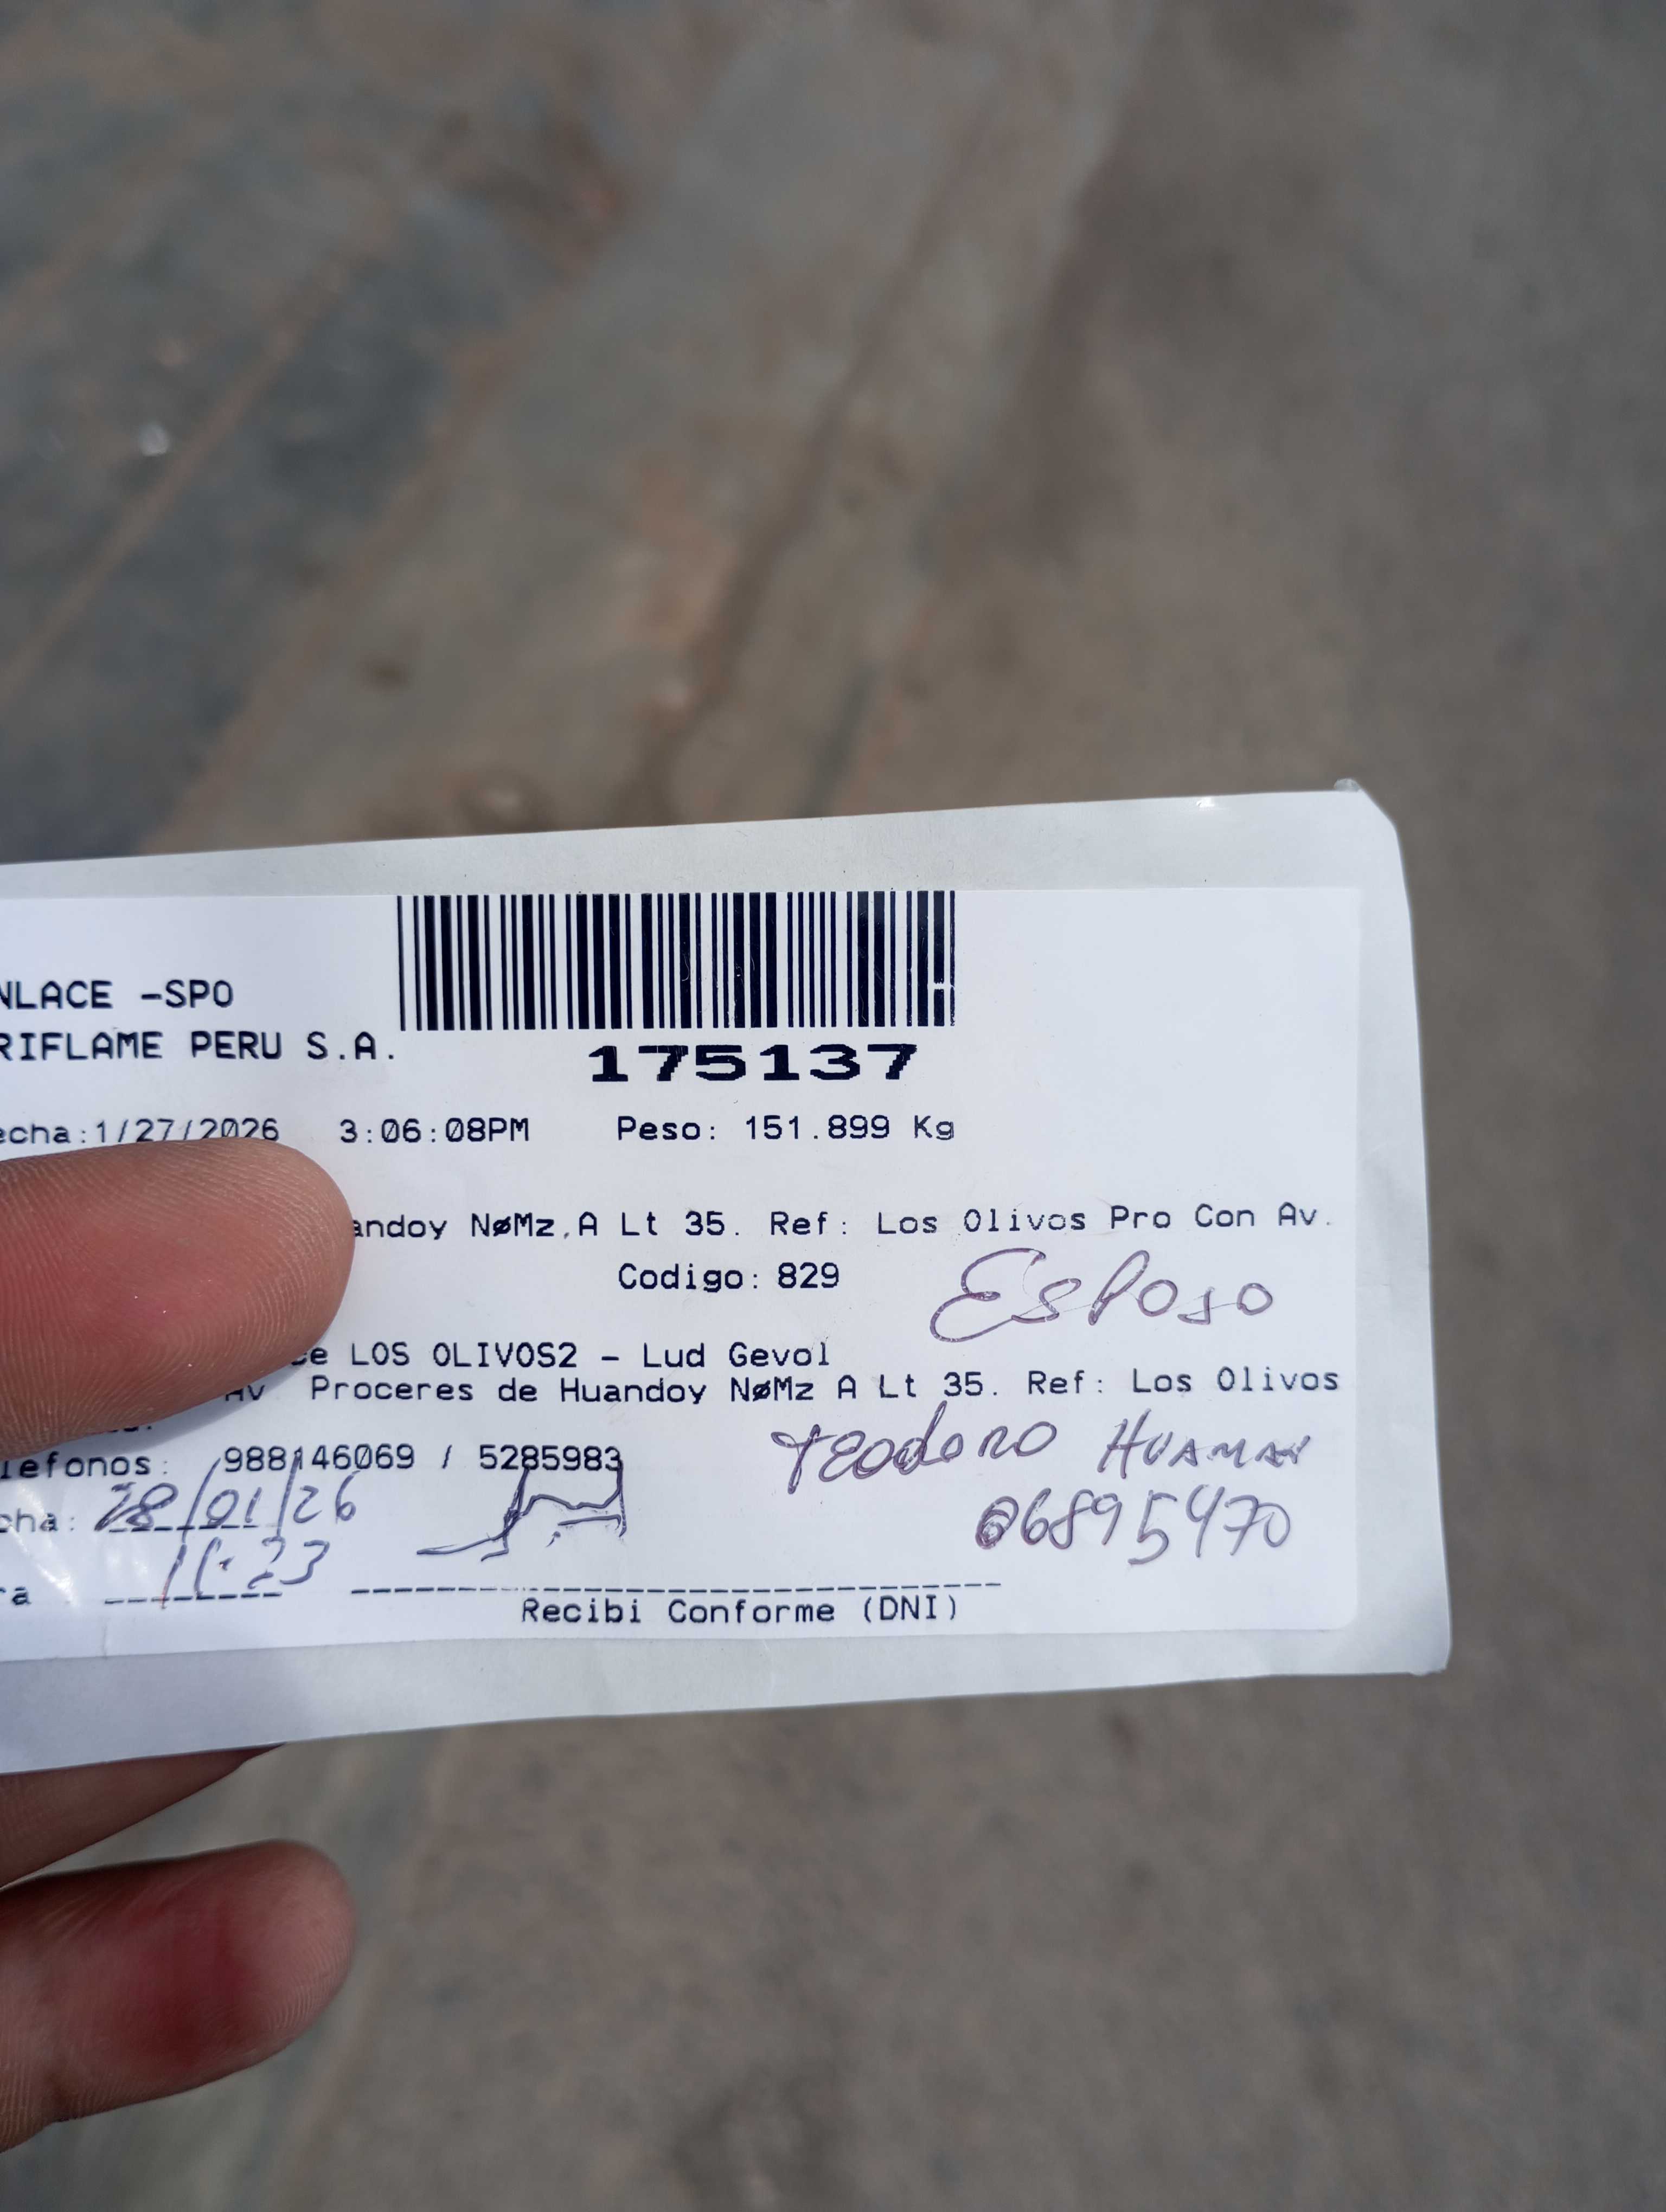 NLACE -SPO
RIFLAME PERU S.A.
175137
echa:1/27/2026 3:06:08PM Peso: 151.899 Kg
andoy NøMz,A Lt 35. Ref: Los Olivos Pro Con Av.
Codigo: 829
Esposo
ce LOS OLIVOS2 - Lud Gevol
Av Proceres de Huandoy NøMz A Lt 35. Ref: Los Olivos
Teodoro HUAMAN
lefonos: 988146069 / 5285983
cha: 28/01/26
06895470
ra 11:23
Recibi Conforme (DNI)